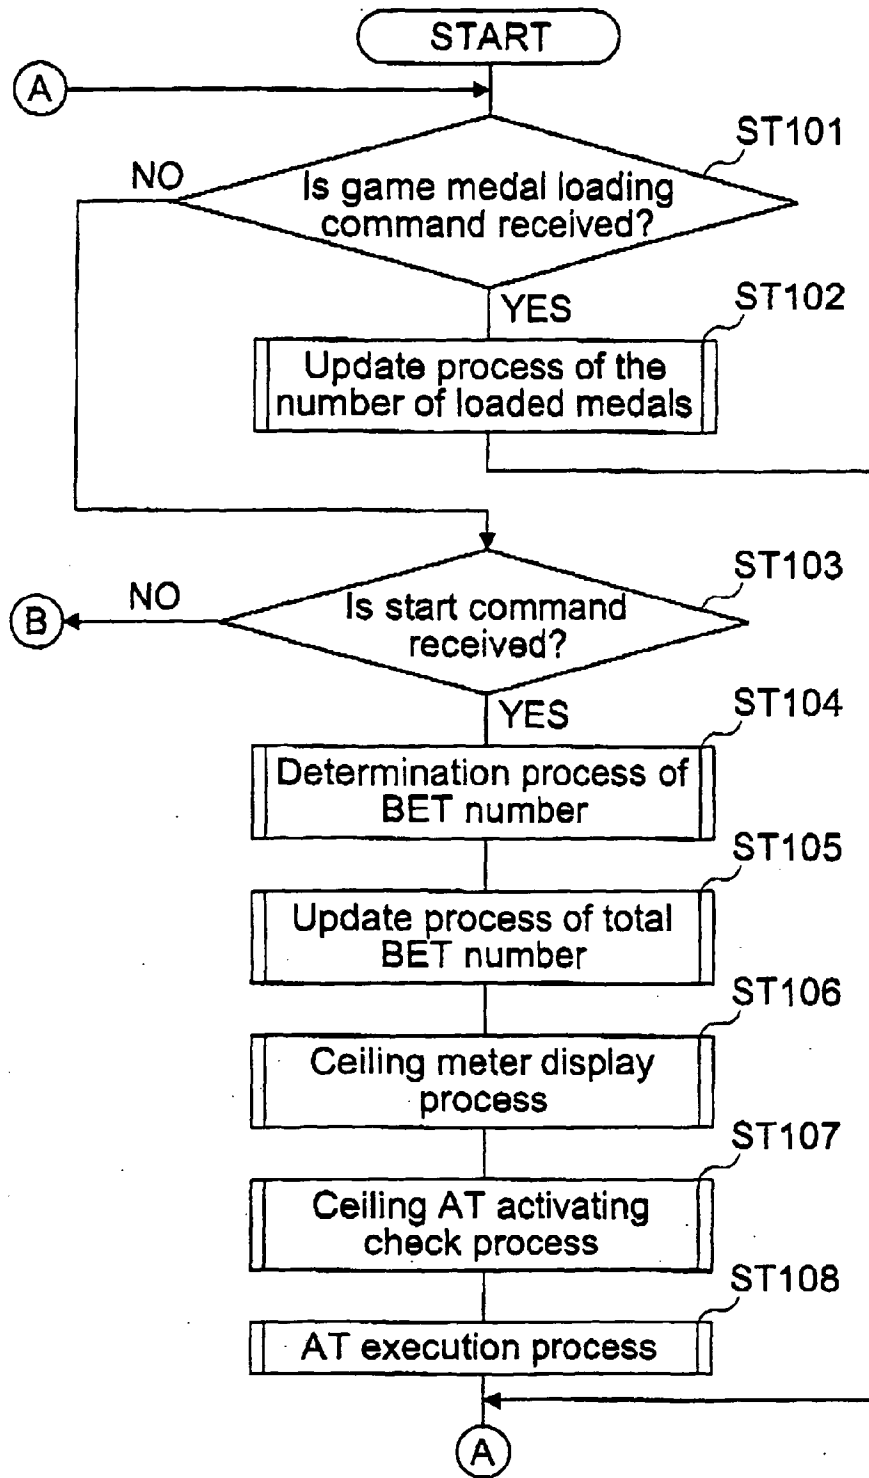 START
A
ST101
NO
Is game medal loading
command received?
YES
ST102
Update process of the
number of loaded medals
ST103
B
NO
Is start command
received?
YES
ST104
Determination process of
BET number
ST105
Update process of total
BET number
ST106
Ceiling meter display
process
ST107
Ceiling AT activating
check process
ST108
AT execution process
A